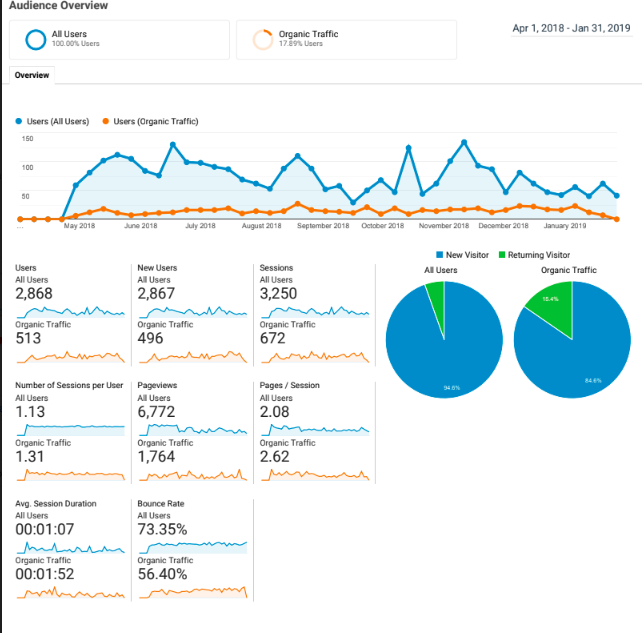 Audience Overview
All Users
100.00% Users
Organic Traffic
17.89% Users
Apr 1, 2018 - Jan 31, 2019
Overview
Users (All Users) Users (Organic Traffic)
150
100
50
... May 2018 June 2018 July 2018 August 2018 September 2018 October 2018 November 2018 December 2018 January 2019
New Visitor Returning Visitor
All Users
94.6%
Organic Traffic
15.4%
84.6%
Users
All Users
2,868
Organic Traffic
513
New Users
All Users
2,867
Organic Traffic
496
Sessions
All Users
3,250
Organic Traffic
672
Number of Sessions per User
All Users
1.13
Organic Traffic
1.31
Pageviews
All Users
6,772
Organic Traffic
1,764
Pages / Session
All Users
2.08
Organic Traffic
2.62
Avg. Session Duration
All Users
00:01:07
Organic Traffic
00:01:52
Bounce Rate
All Users
73.35%
Organic Traffic
56.40%